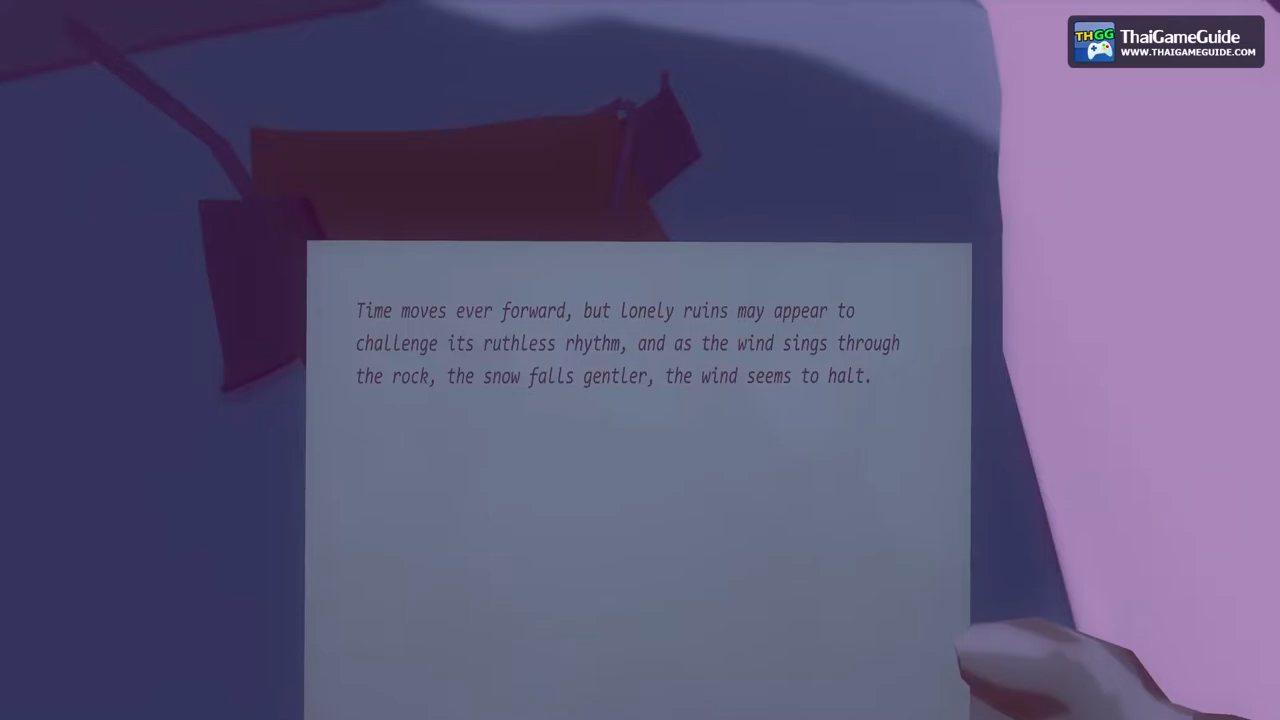 THGG
ThaiGameGuide
WWW.THAIGAMEGUIDE.COM
Time moves ever forward, but lonely ruins may appear to
challenge its ruthless rhythm, and as the wind sings through
the rock, the snow falls gentler, the wind seems to halt.